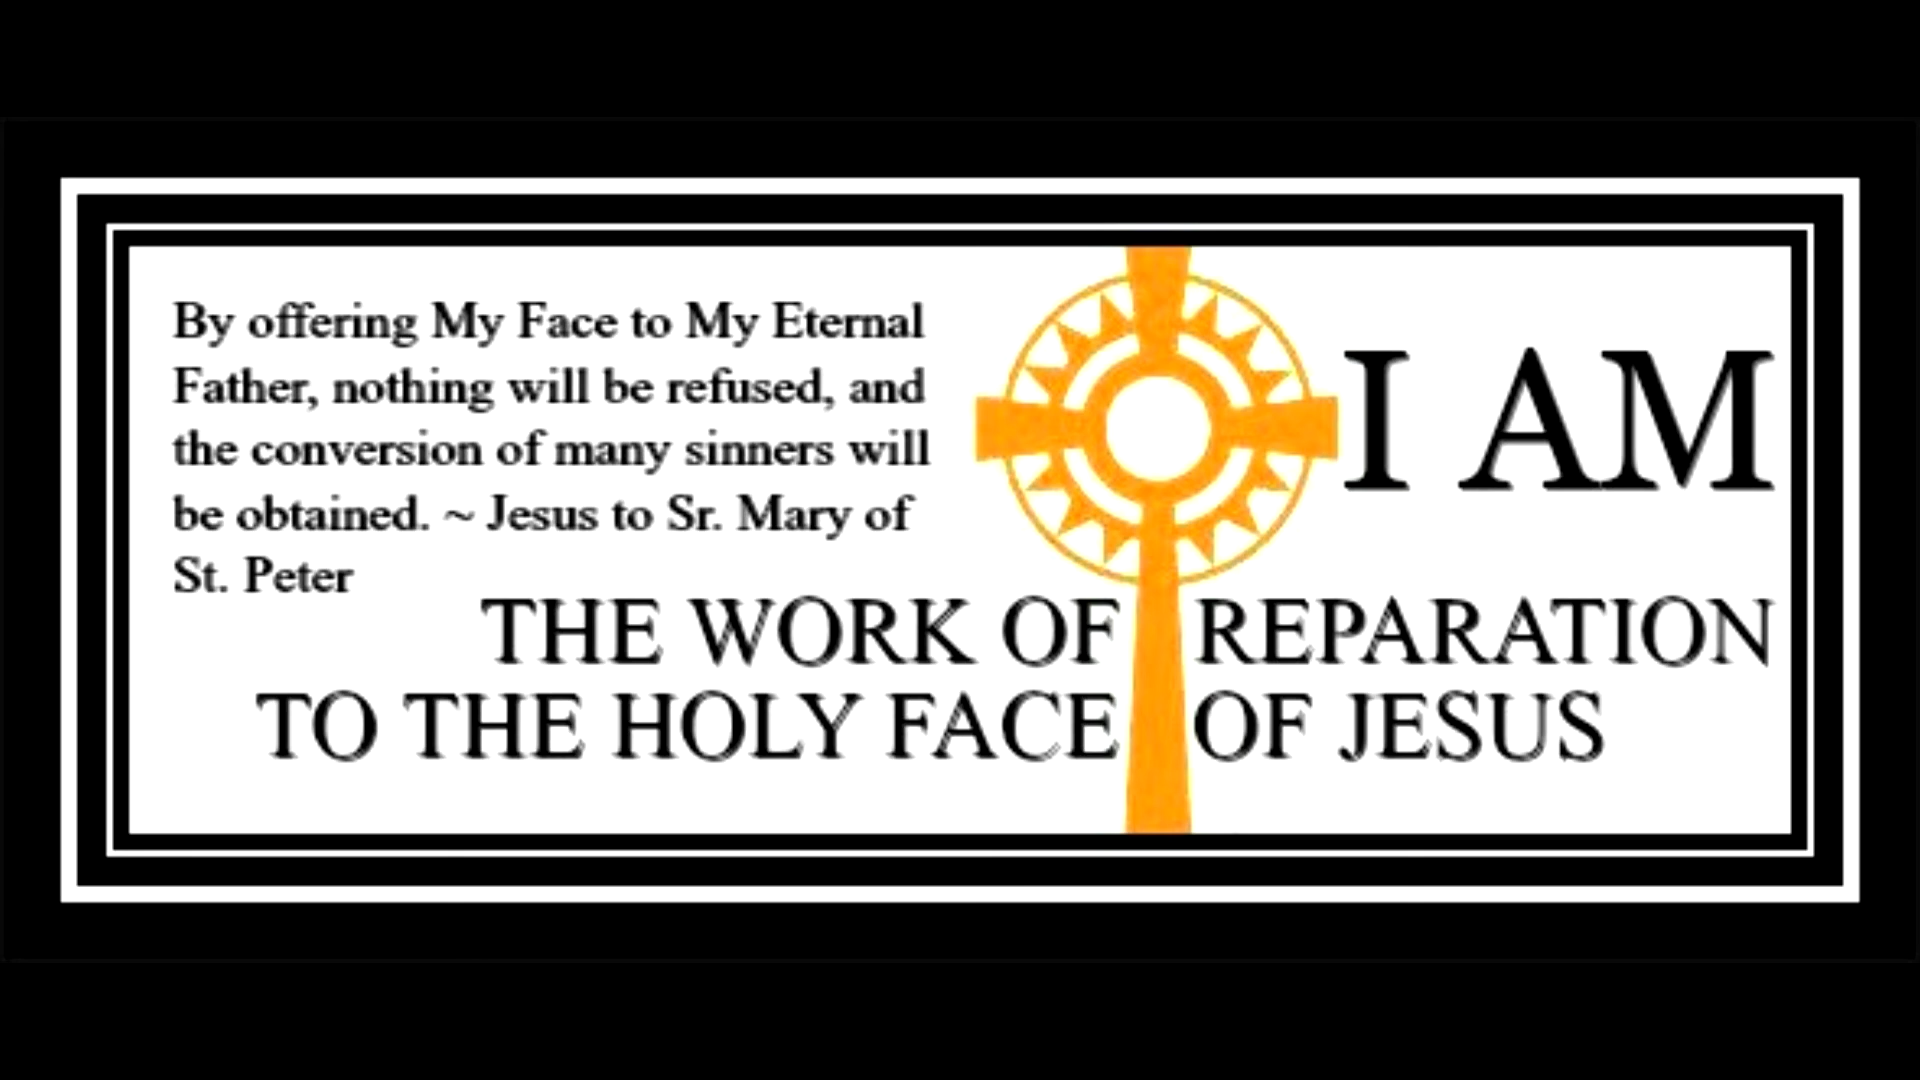 By offering My Face to My Eternal
Father, nothing will be refused, and
the conversion of many sinners will
be obtained. ~ Jesus to Sr. Mary of
St. Peter
I AM
THE WORK OF REPARATION
TO THE HOLY FACE OF JESUS